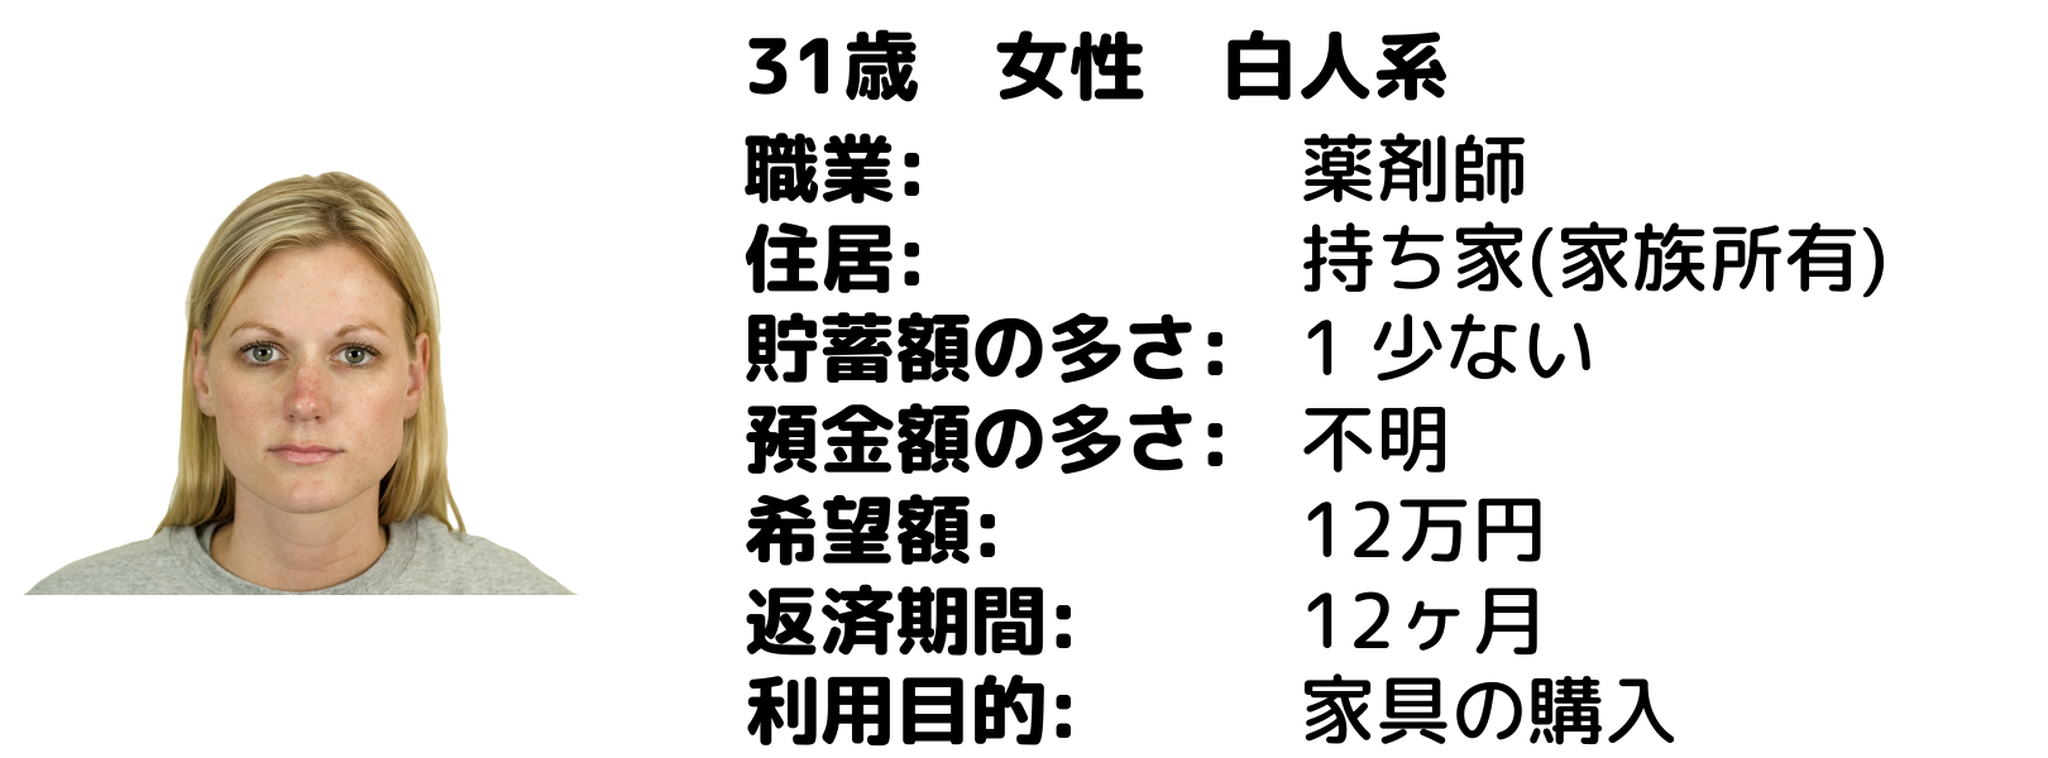 31歳　女性　白人系
職業: 薬剤師
住居: 持ち家(家族所有)
貯蓄額の多さ: 1 少ない
預金額の多さ: 不明
希望額: 12万円
返済期間: 12ヶ月
利用目的: 家具の購入